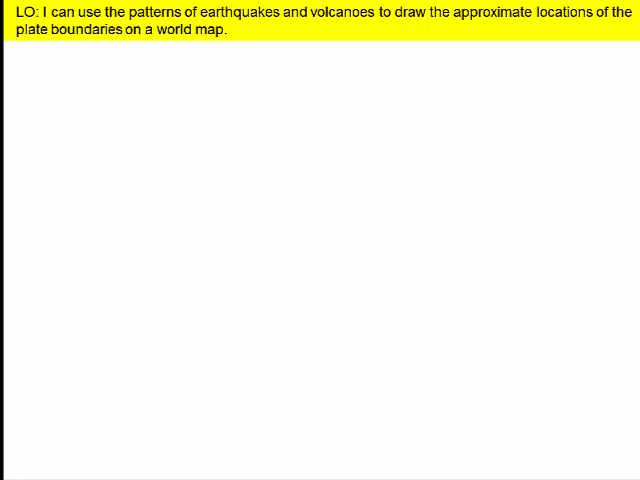 LO: I can use the patterns of earthquakes and volcanoes to draw the approximate locations of the
plate boundaries on a world map.